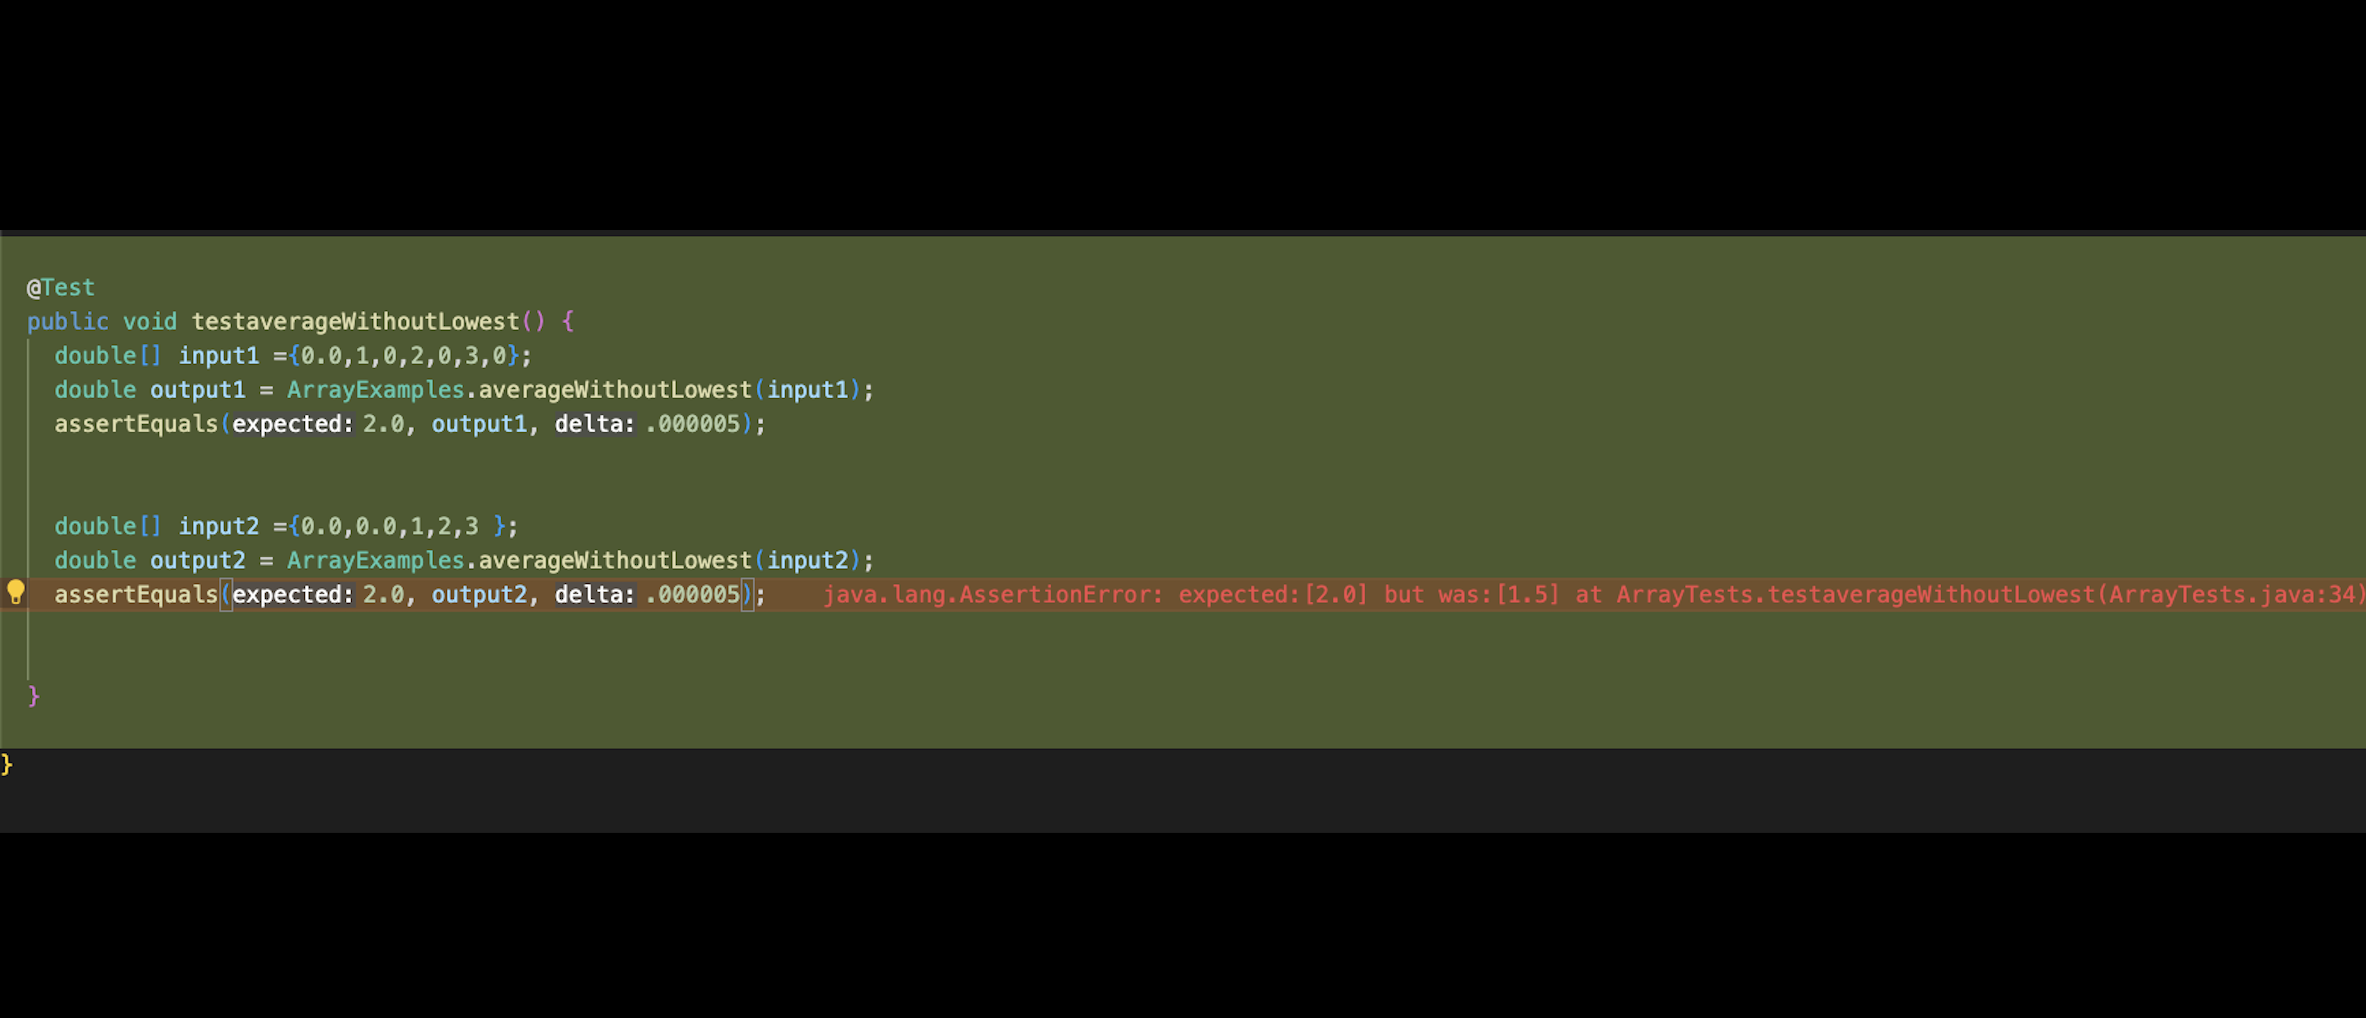 @Test
public void testaverageWithoutLowest() {
double[] input1 ={0.0,1,0,2,0,3,0};
double output1 = ArrayExamples.averageWithoutLowest(input1);
assertEquals(expected: 2.0, output1, delta: .000005);
double[] input2 ={0.0,0.0,1,2,3 };
double output2 = ArrayExamples.averageWithoutLowest(input2);
assertEquals(expected: 2.0, output2, delta: .000005); java.lang.AssertionError: expected:[2.0] but was:[1.5] at ArrayTests.testaverageWithoutLowest(ArrayTests.java:34)
}
}